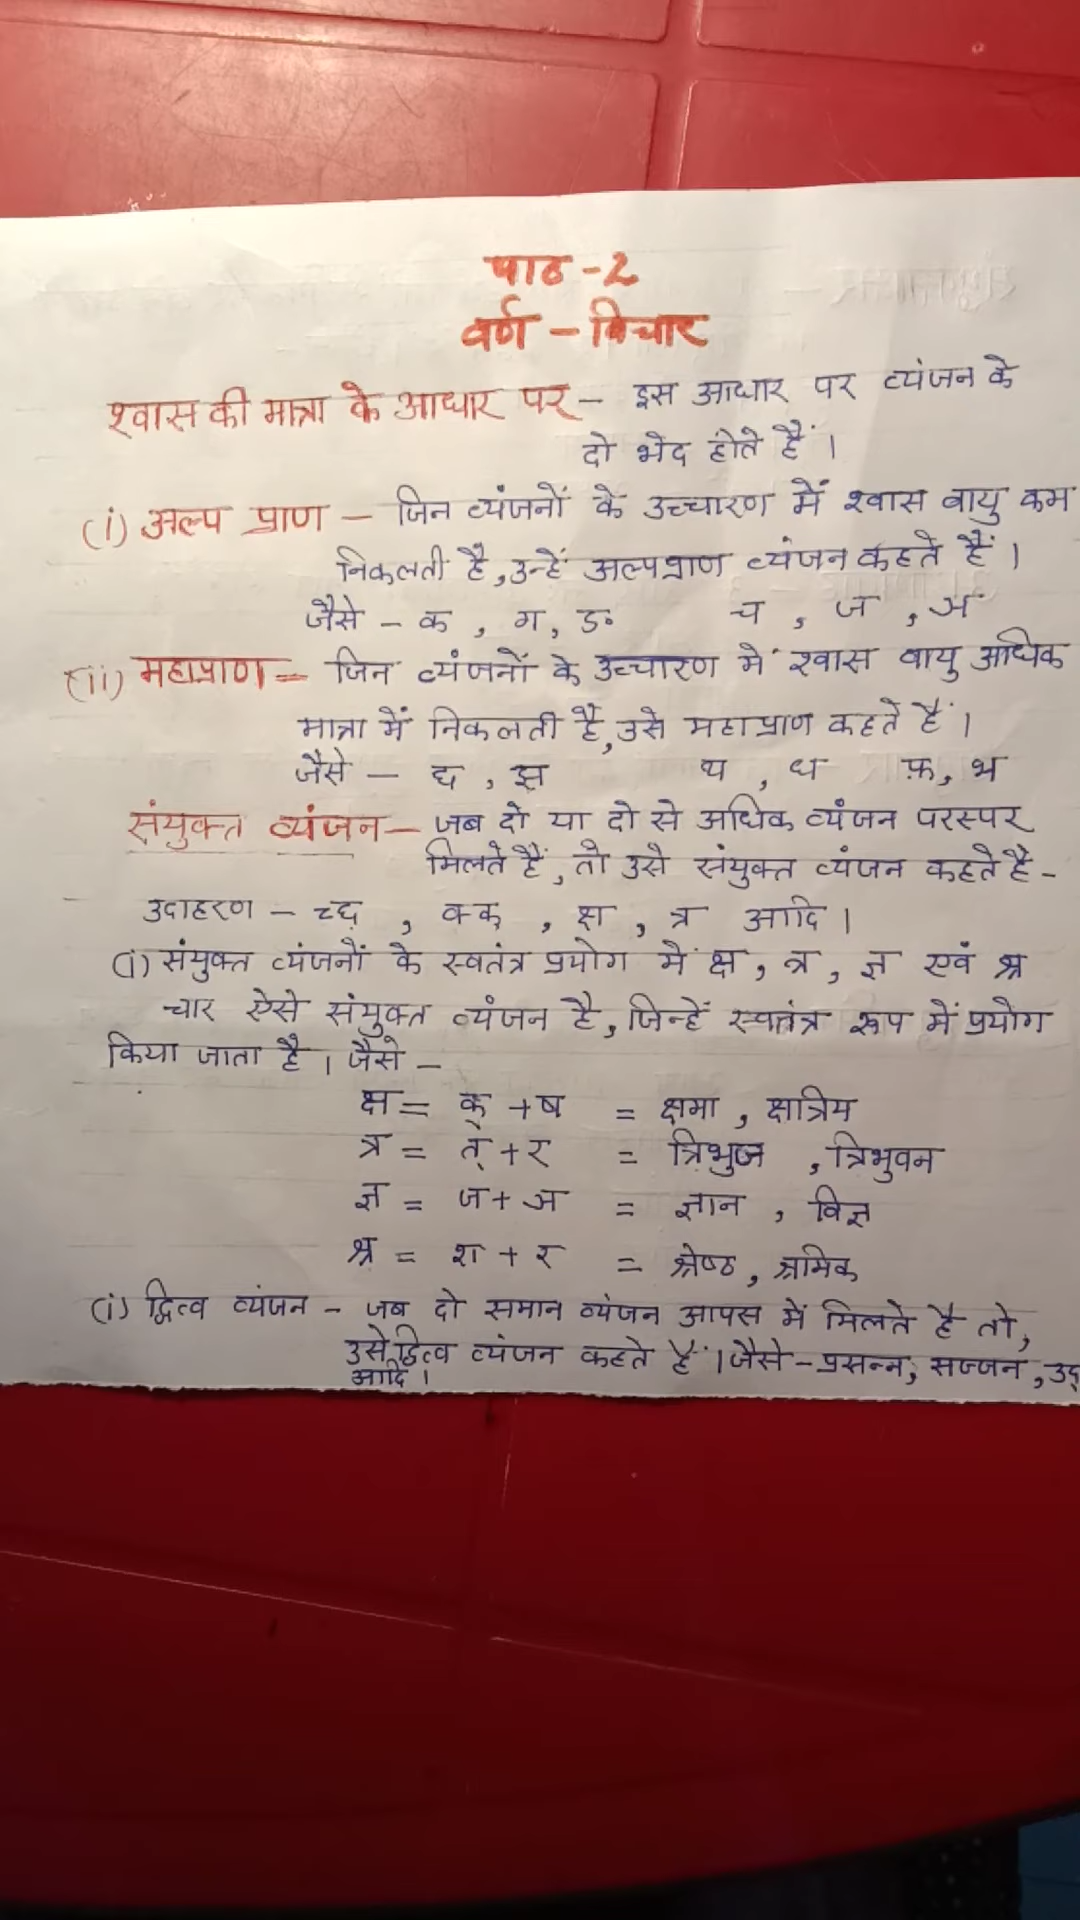 पाठ -2
वर्ण - विचार
श्वास की मात्रा के आधार पर - इस आधार पर व्यंजन के
दो भेद होते हैं ।
(i) अल्प प्राण - जिन व्यंजनों के उच्चारण में श्वास वायु कम
निकलती है, उन्हें अल्पप्राण व्यंजन कहते हैं ।
जैसे - क , ग, ङ च , ज , ञ
(ii) महाप्राण - जिन व्यंजनों के उच्चारण में श्वास वायु अधिक
मात्रा में निकलती है, उसे महाप्राण कहते हैं ।
जैसे - , झ थ , ध फ़, भ
संयुक्त व्यंजन - जब दो या दो से अधिक व्यंजन परस्पर
मिलते हैं, तो उसे संयुक्त व्यंजन कहते है -
उदाहरण - च्छ , क्क , क्ष , त्र आदि ।
(i) संयुक्त व्यंजनों के स्वतंत्र प्रयोग में क्ष, त्र, ज्ञ एवं श्र
चार ऐसे संयुक्त व्यंजन है, जिन्हें स्वतंत्र रूप में प्रयोग
किया जाता है । जैसे -
क्ष = क् + ष = क्षमा , क्षत्रिय
त्र = त् + र = त्रिभुज , त्रिभुवन
ज्ञ = ज + ञ = ज्ञान , विज्ञ
श्र = श + र = श्रेष्ठ, श्रमिक
(i) द्वित्व व्यंजन - जब दो समान व्यंजन आपस में मिलते है तो,
उसे द्वित्व व्यंजन कहते हैं । जैसे - प्रसन्न, सज्जन,
आदि ।